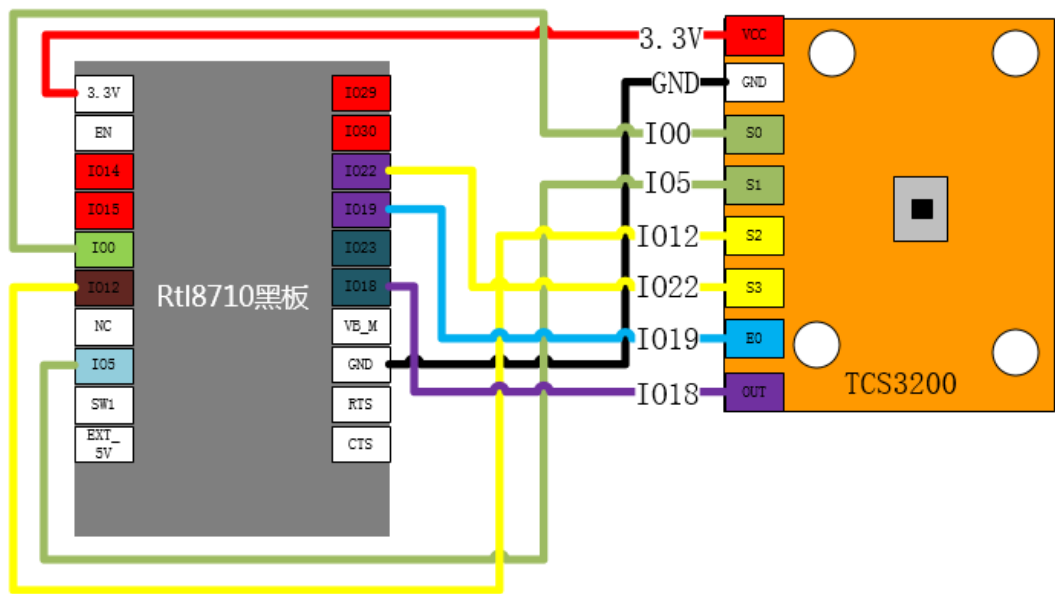 3.3V
EN
IO14
IO15
IO0
IO12
NC
IO5
SW1
EXT_
5V
Rtl8710黑板
IO29
IO30
IO22
IO19
IO23
IO18
VB_M
GND
RTS
CTS
3.3V
GND
IO0
IO5
IO12
IO22
IO19
IO18
VCC
GND
S0
S1
S2
S3
E0
OUT
TCS3200